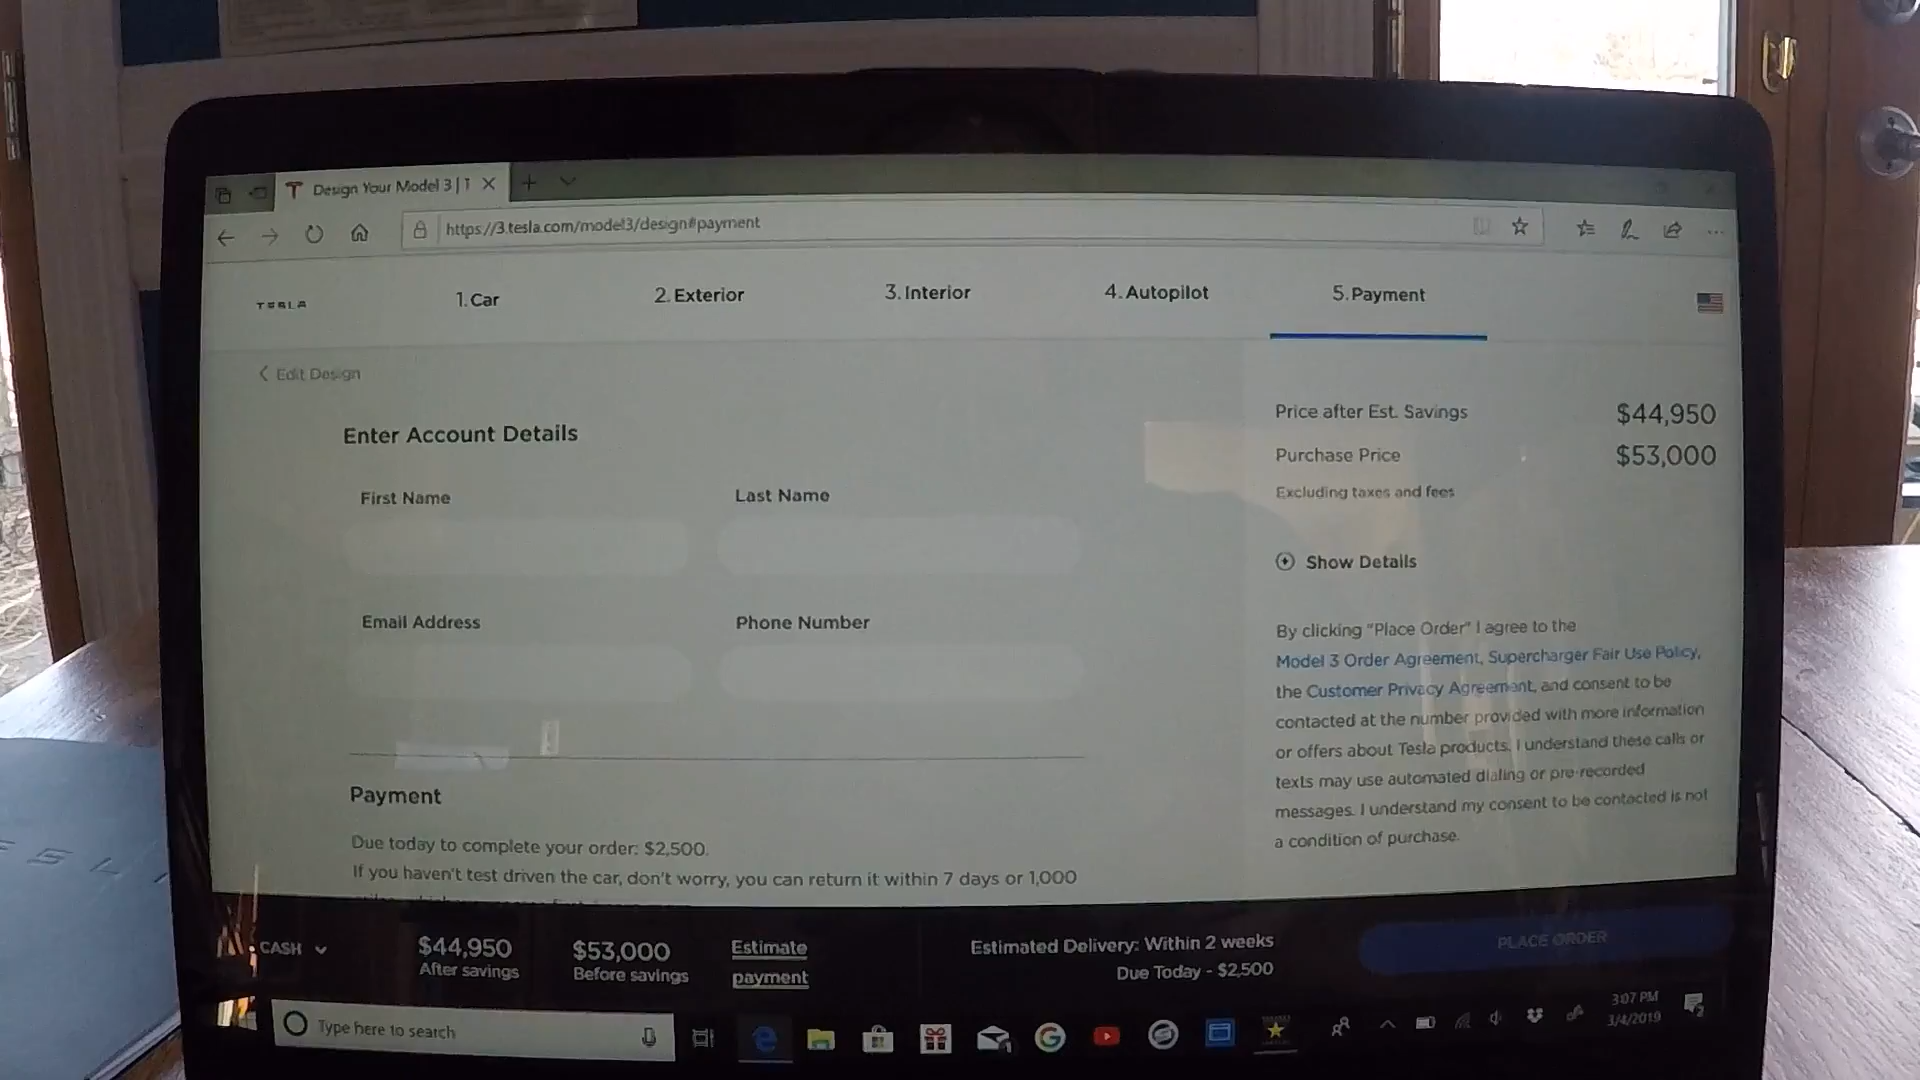 Design Your Model 3 | T
https://3.tesla.com/model3/design#payment
TESLA
1. Car
2. Exterior
3. Interior
4. Autopilot
5. Payment
Edit Design
Enter Account Details
First Name
Last Name
Email Address
Phone Number
Payment
Due today to complete your order: $2,500.
If you haven't test driven the car, don't worry, you can return it within 7 days or 1,000
Price after Est. Savings $44,950
Purchase Price $53,000
Excluding taxes and fees
Show Details
By clicking "Place Order" I agree to the
Model 3 Order Agreement, Supercharger Fair Use Policy,
the Customer Privacy Agreement, and consent to be
contacted at the number provided with more information
or offers about Tesla products. I understand these calls or
texts may use automated dialing or pre-recorded
messages. I understand my consent to be contacted is not
a condition of purchase.
CASH
$44,950
After savings
$53,000
Before savings
Estimate
payment
Estimated Delivery: Within 2 weeks
Due Today - $2,500
PLACE ORDER
Type here to search
3:07 PM
3/4/2019